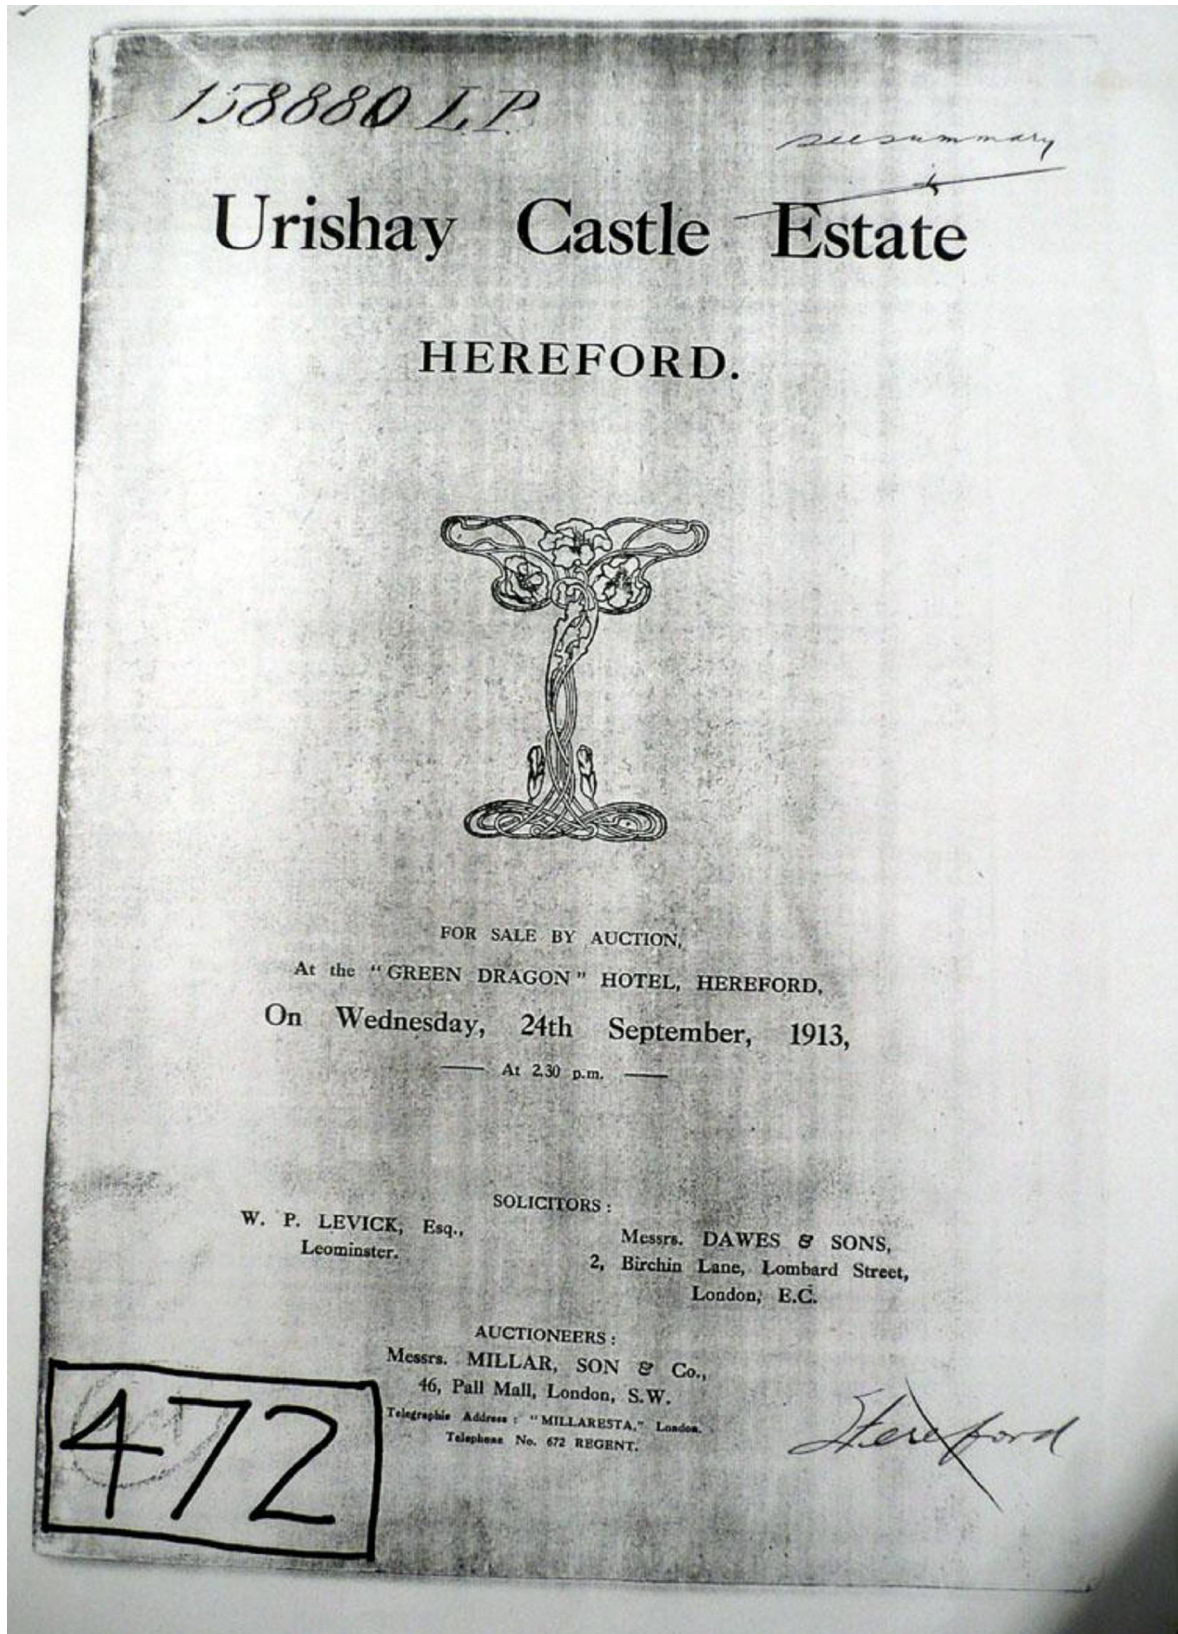 158880 L.P.
see summary
Urishay Castle Estate
HEREFORD.
FOR SALE BY AUCTION,
At the "GREEN DRAGON" HOTEL, HEREFORD,
On Wednesday, 24th September, 1913,
At 2.30 p.m.
SOLICITORS:
W. P. LEVICK, Esq.,
Leominster.
Messrs. DAWES & SONS,
2, Birchin Lane, Lombard Street,
London, E.C.
AUCTIONEERS:
Messrs. MILLAR, SON & Co.,
46, Pall Mall, London, S.W.
Telegraphic Address: "MILLARESTA," London.
Telephone No. 672 REGENT.
472
Hereford